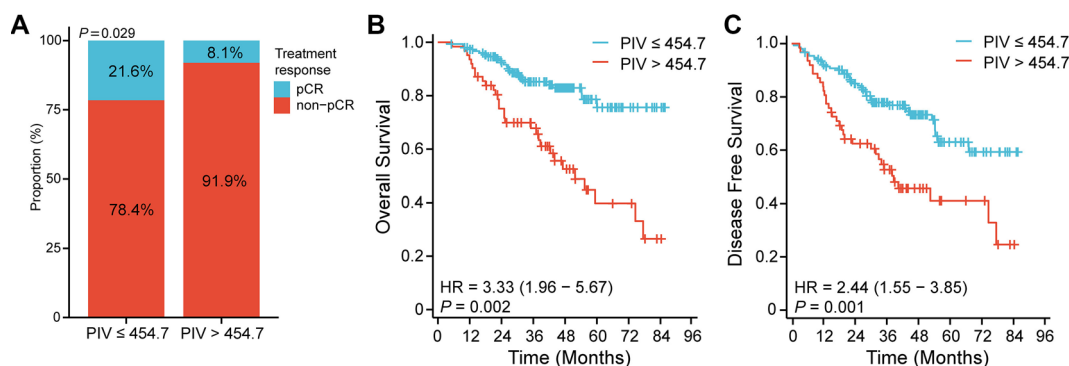 A
P = 0.029
100
75
50
25
0
Proportion (%)
21.6%
78.4%
8.1%
91.9%
PIV ≤ 454.7
PIV > 454.7
Treatment
response
pCR
non−pCR
B
PIV ≤ 454.7
PIV > 454.7
1.0
0.8
0.6
0.4
0.2
0
Overall Survival
HR = 3.33 (1.96 − 5.67)
P = 0.002
0 12 24 36 48 60 72 84 96
Time (Months)
C
PIV ≤ 454.7
PIV > 454.7
1.0
0.8
0.6
0.4
0.2
0
Disease Free Survival
HR = 2.44 (1.55 − 3.85)
P = 0.001
0 12 24 36 48 60 72 84 96
Time (Months)